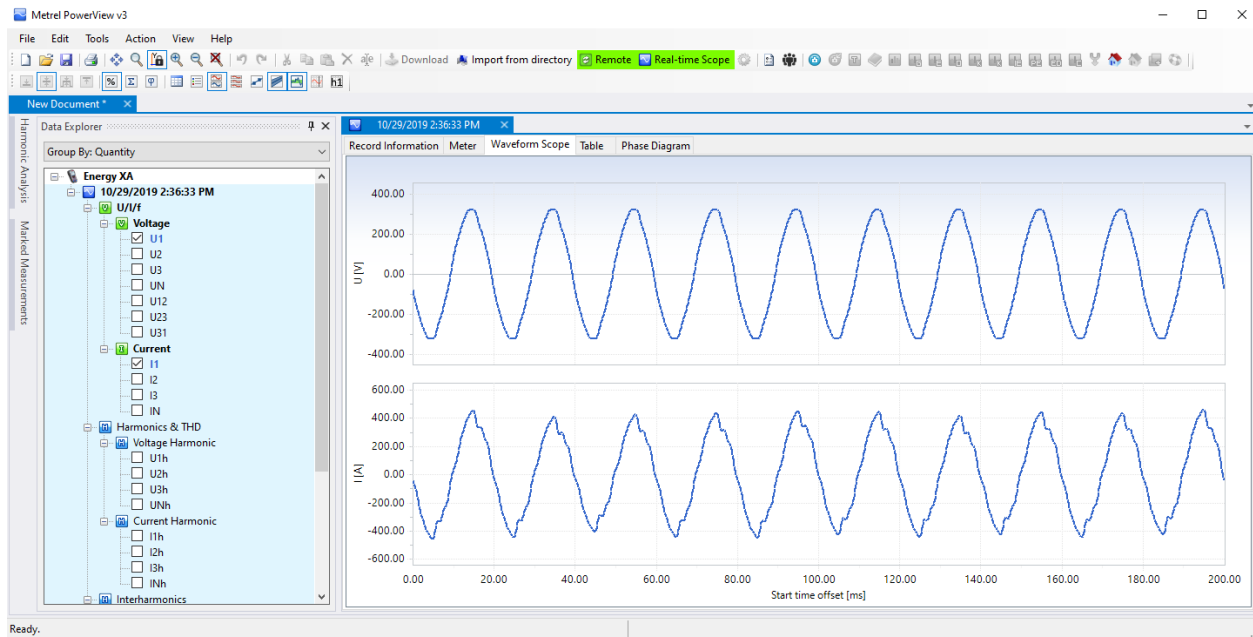 Metrel PowerView v3
File Edit Tools Action View Help
Download Import from directory Remote Real-time Scope
% Σ φ h1
New Document *
Harmonic Analysis
Marked Measurements
Data Explorer
Group By: Quantity
Energy XA
10/29/2019 2:36:33 PM
U/I/f
Voltage
U1
U2
U3
UN
U12
U23
U31
Current
I1
I2
I3
IN
Harmonics & THD
Voltage Harmonic
U1h
U2h
U3h
UNh
Current Harmonic
I1h
I2h
I3h
INh
Interharmonics
10/29/2019 2:36:33 PM
Record Information Meter Waveform Scope Table Phase Diagram
400.00
200.00
0.00
-200.00
-400.00
U [V]
600.00
400.00
200.00
0.00
-200.00
-400.00
-600.00
I [A]
0.00 20.00 40.00 60.00 80.00 100.00 120.00 140.00 160.00 180.00 200.00
Start time offset [ms]
Ready.